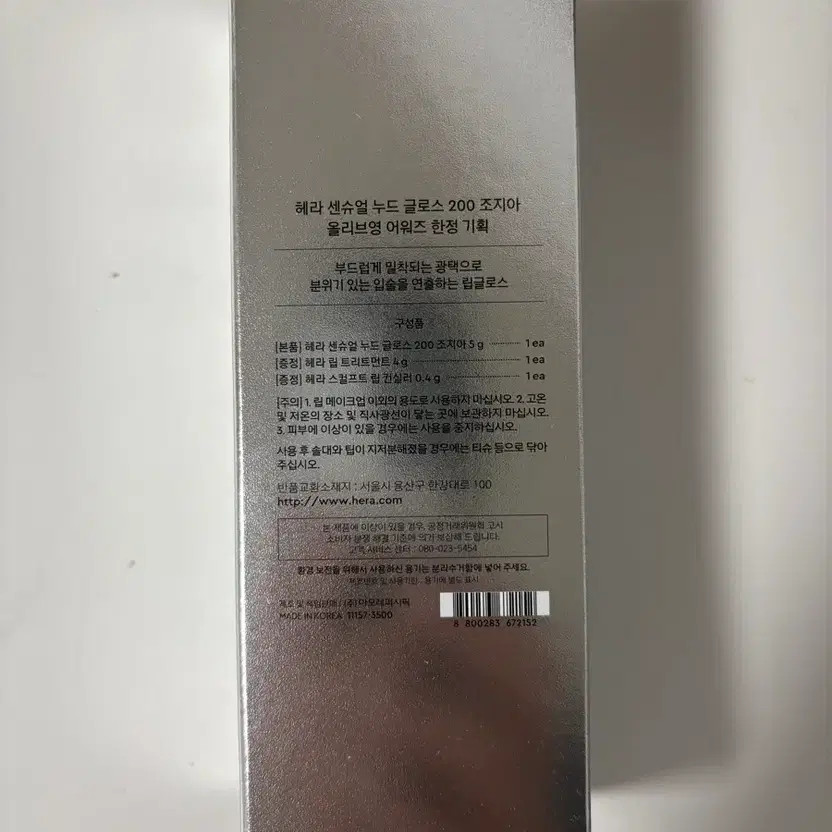 헤라 센슈얼 누드 글로스 200 조지아
올리브영 어워즈 한정 기획
부드럽게 밀착되는 광택으로
분위기 있는 입술을 연출하는 립글로스
구성품
[본품] 헤라 센슈얼 누드 글로스 200 조지아 5 g 1 ea
[증정] 헤라 립 트리트먼트 4 g 1 ea
[증정] 헤라 스컬프트 립 컨실러 0.4 g 1 ea
[주의] 1. 립 메이크업 이외의 용도로 사용하지 마십시오. 2. 고온
및 저온의 장소 및 직사광선이 닿는 곳에 보관하지 마십시오.
3. 피부에 이상이 있을 경우에는 사용을 중지하십시오.
사용 후 솔대와 팁이 지저분해졌을 경우에는 티슈 등으로 닦아
주십시오.
반품교환소재지 : 서울시 용산구 한강대로 100
http://www.hera.com
본 제품에 이상이 있을 경우, 공정거래위원회 고시
소비자 분쟁 해결 기준에 의거 보상해 드립니다.
고객 서비스 센터 : 080-023-5454
환경 보전을 위해서 사용하신 용기는 분리수거함에 넣어 주세요.
제조번호 및 사용기한 : 용기에 별도 표시
제조 및 책임판매 : (주) 아모레퍼시픽
MADE IN KOREA 11157-3500
8 800283 672152